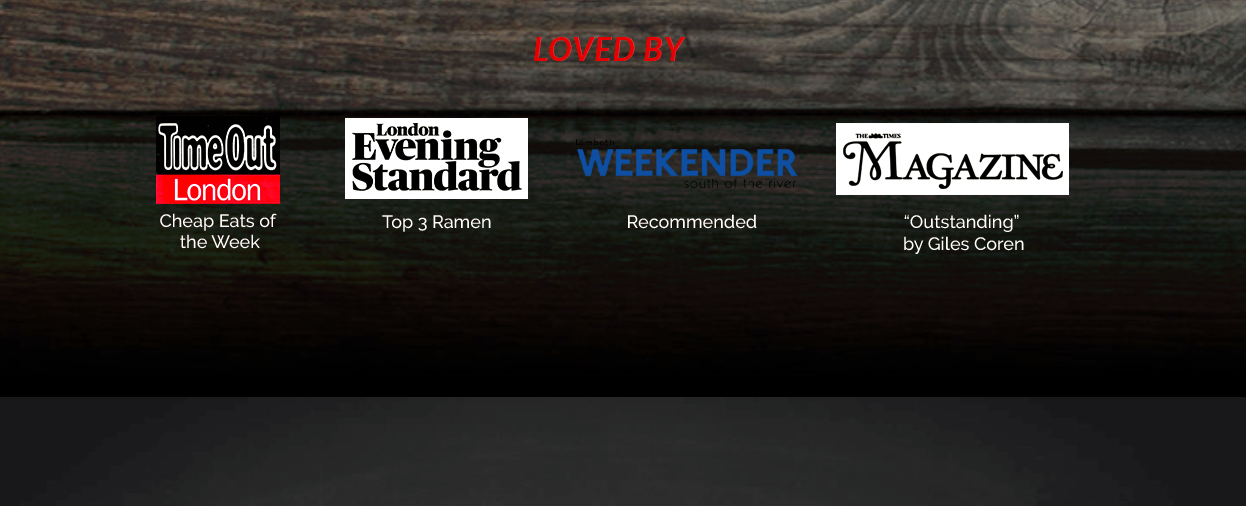 LOVED BY
Time Out
London
Cheap Eats of
the Week
London
Evening
Standard
Top 3 Ramen
lambeth
WEEKENDER
south of the river
Recommended
THE TIMES
MAGAZINE
“Outstanding”
by Giles Coren